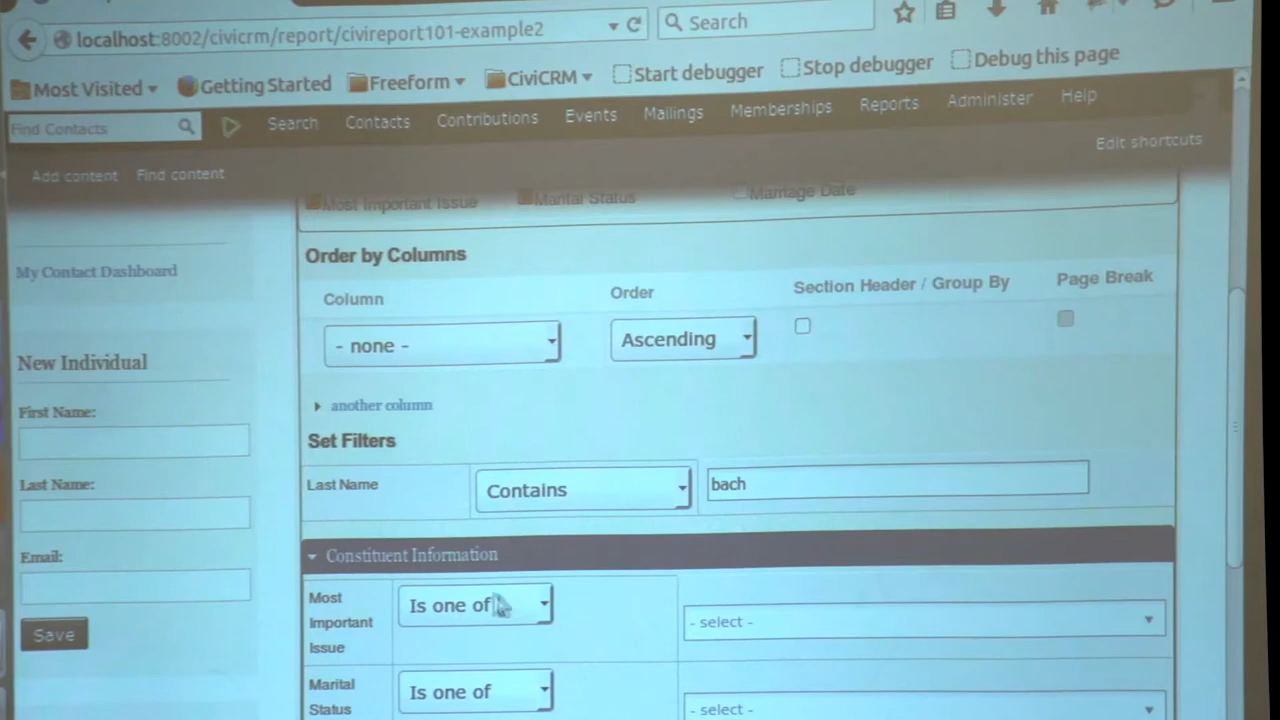 localhost:8002/civicrm/report/civireport101-example2
Search
Most Visited Getting Started Freeform CiviCRM Start debugger Stop debugger Debug this page
Find Contacts Search Contacts Contributions Events Mailings Memberships Reports Administer Help
Edit shortcuts
Add content Find content
Most Important Issue Marital Status Marriage Date
My Contact Dashboard
New Individual
First Name:
Last Name:
Email:
Save
Order by Columns
Column Order Section Header / Group By Page Break
- none - Ascending
another column
Set Filters
Last Name Contains bach
Constituent Information
Most
Important
Issue
Is one of - select -
Marital
Status
Is one of - select -